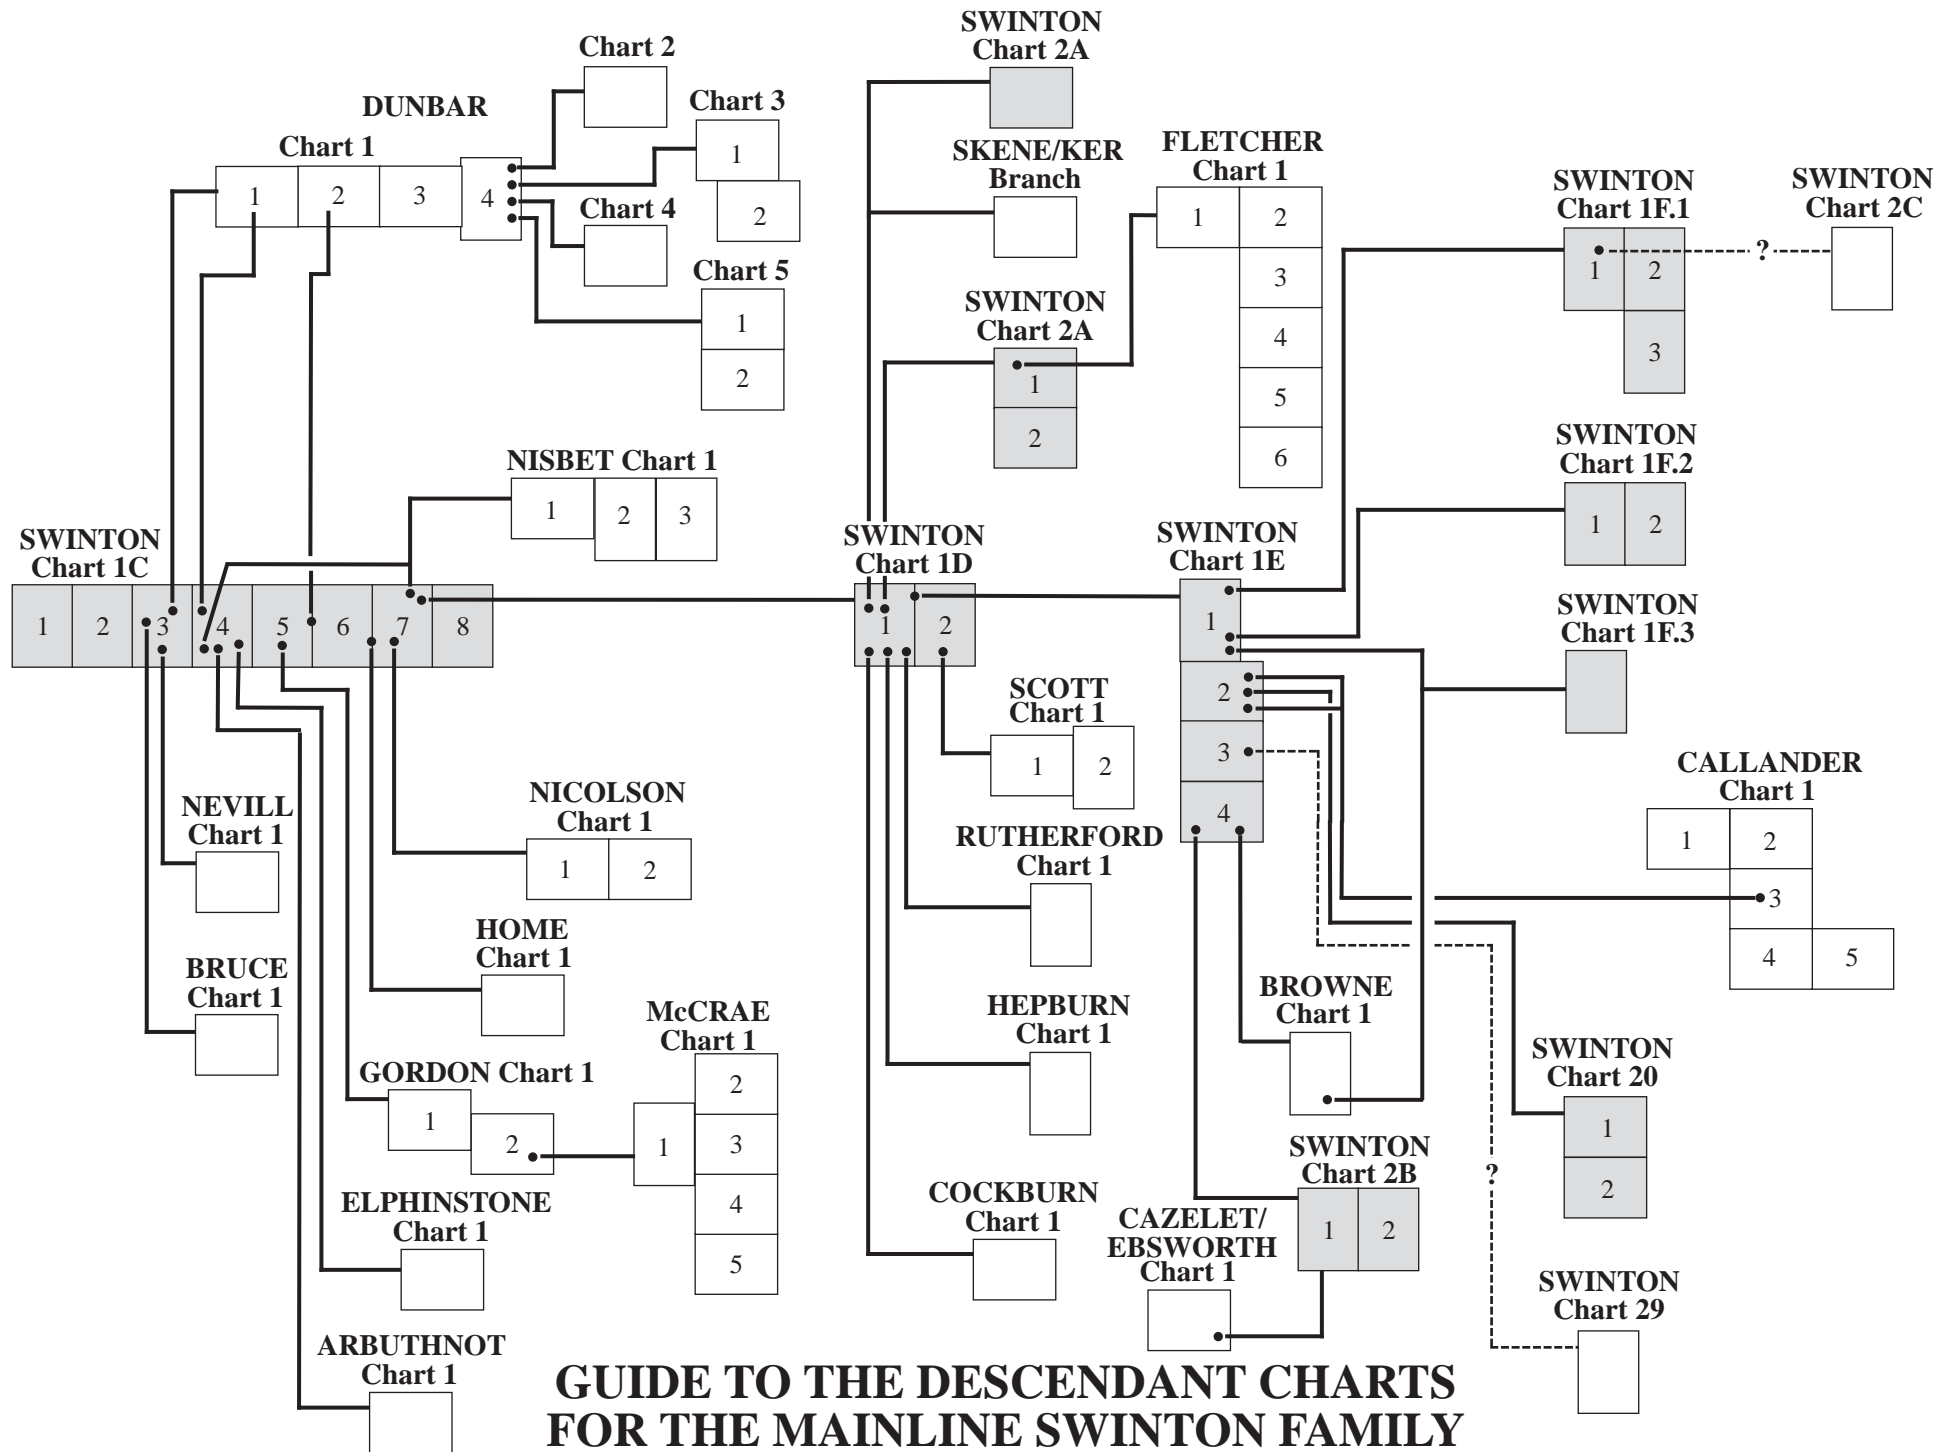 SWINTON
Chart 2A
Chart 2
DUNBAR
Chart 3
Chart 1
1
2
3
4
1
2
Chart 4
Chart 5
1
2
SKENE/KER
Branch
FLETCHER
Chart 1
1
2
3
4
5
6
SWINTON
Chart 2A
1
2
SWINTON
Chart 1F.1
1
2
3
?
SWINTON
Chart 2C
SWINTON
Chart 1F.2
1
2
SWINTON
Chart 1F.3
NISBET Chart 1
1
2
3
SWINTON
Chart 1C
1
2
3
4
5
6
7
8
SWINTON
Chart 1D
1
2
SWINTON
Chart 1E
1
2
3
4
SCOTT
Chart 1
1
2
CALLANDER
Chart 1
1
2
3
4
5
NEVILL
Chart 1
NICOLSON
Chart 1
1
2
RUTHERFORD
Chart 1
HOME
Chart 1
BRUCE
Chart 1
McCRAE
Chart 1
1
2
3
4
5
HEPBURN
Chart 1
BROWNE
Chart 1
GORDON Chart 1
1
2
SWINTON
Chart 20
1
2
SWINTON
Chart 2B
1
2
?
ELPHINSTONE
Chart 1
COCKBURN
Chart 1
CAZELET/
EBSWORTH
Chart 1
SWINTON
Chart 29
ARBUTHNOT
Chart 1
GUIDE TO THE DESCENDANT CHARTS
FOR THE MAINLINE SWINTON FAMILY